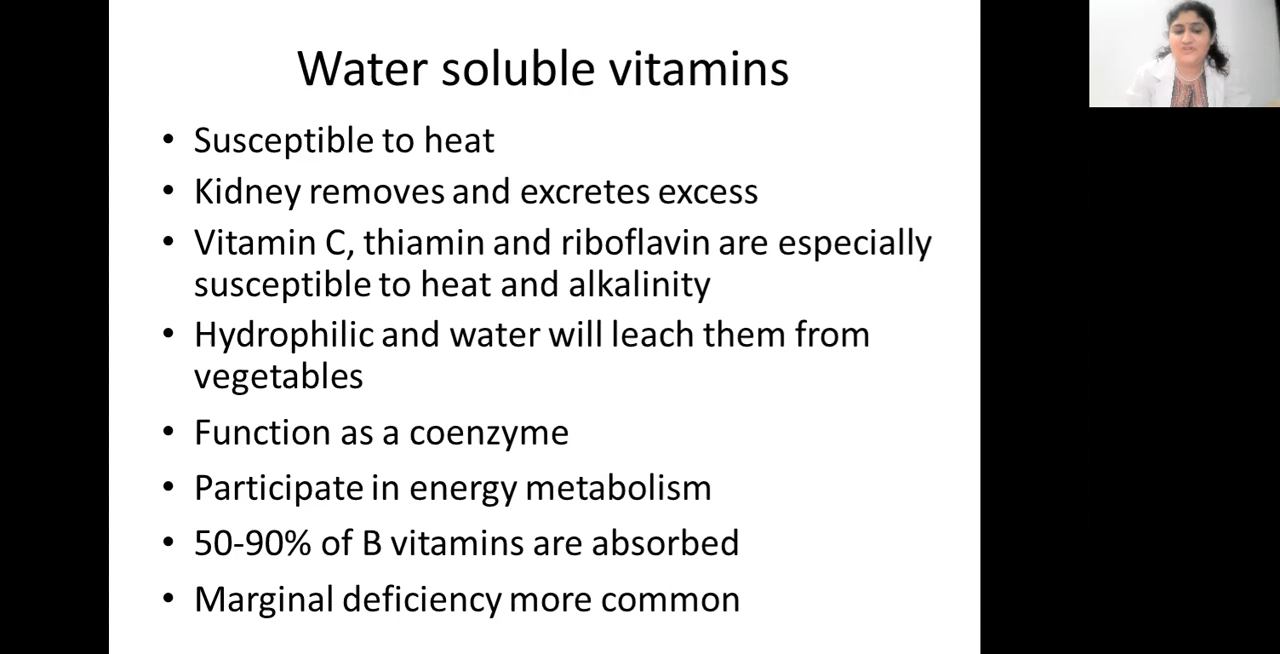 Water soluble vitamins
• Susceptible to heat
• Kidney removes and excretes excess
• Vitamin C, thiamin and riboflavin are especially
susceptible to heat and alkalinity
• Hydrophilic and water will leach them from
vegetables
• Function as a coenzyme
• Participate in energy metabolism
• 50-90% of B vitamins are absorbed
• Marginal deficiency more common